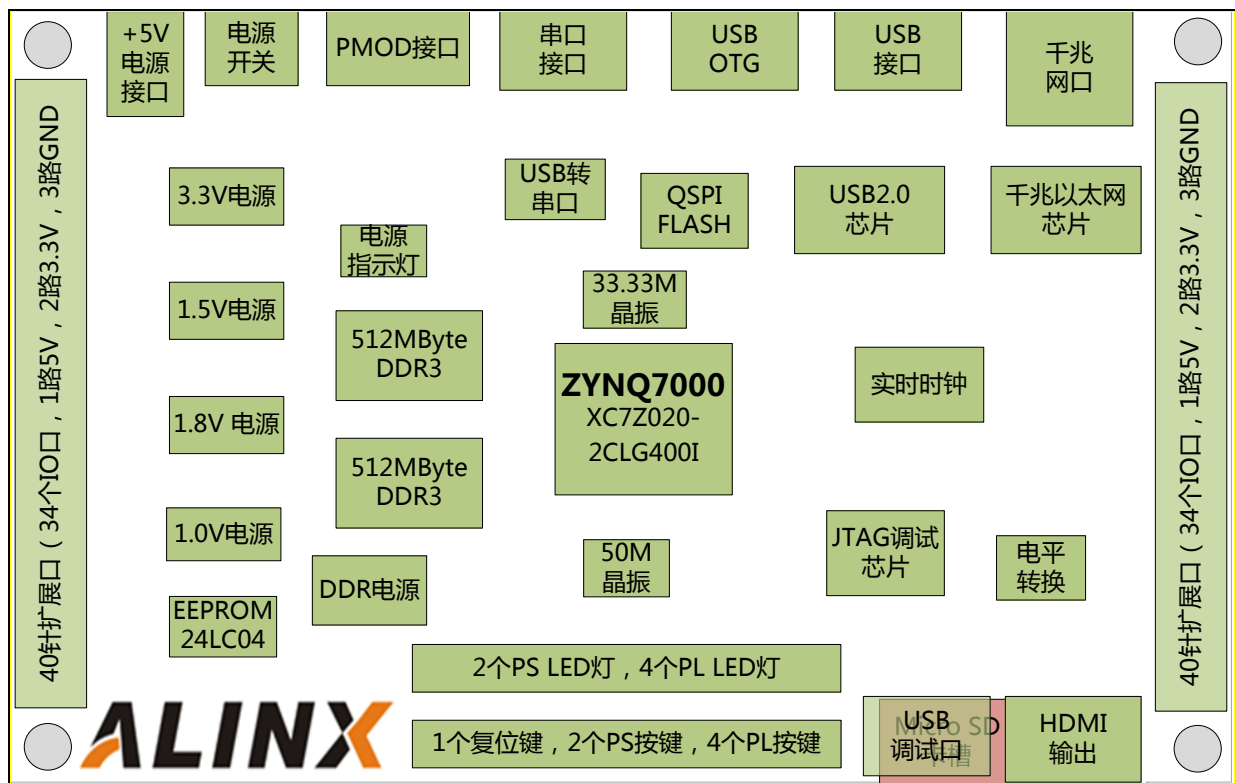 +5V
电源
接口
电源
开关
PMOD接口
串口
接口
USB
OTG
USB
接口
千兆
网口
40针扩展口（34个IO口，1路5V，2路3.3V，3路GND
3.3V电源
USB转
串口
QSPI
FLASH
USB2.0
芯片
千兆以太网
芯片
电源
指示灯
1.5V电源
33.33M
晶振
512MByte
DDR3
ZYNQ7000
XC7Z020-
2CLG400I
实时时钟
1.8V 电源
512MByte
DDR3
1.0V电源
50M
晶振
JTAG调试
芯片
电平
转换
DDR电源
EEPROM
24LC04
40针扩展口（34个IO口，1路5V，2路3.3V，3路GND
2个PS LED灯，4个PL LED灯
ALINX
1个复位键，2个PS按键，4个PL按键
USB
调试口
Micro SD
卡槽
HDMI
输出